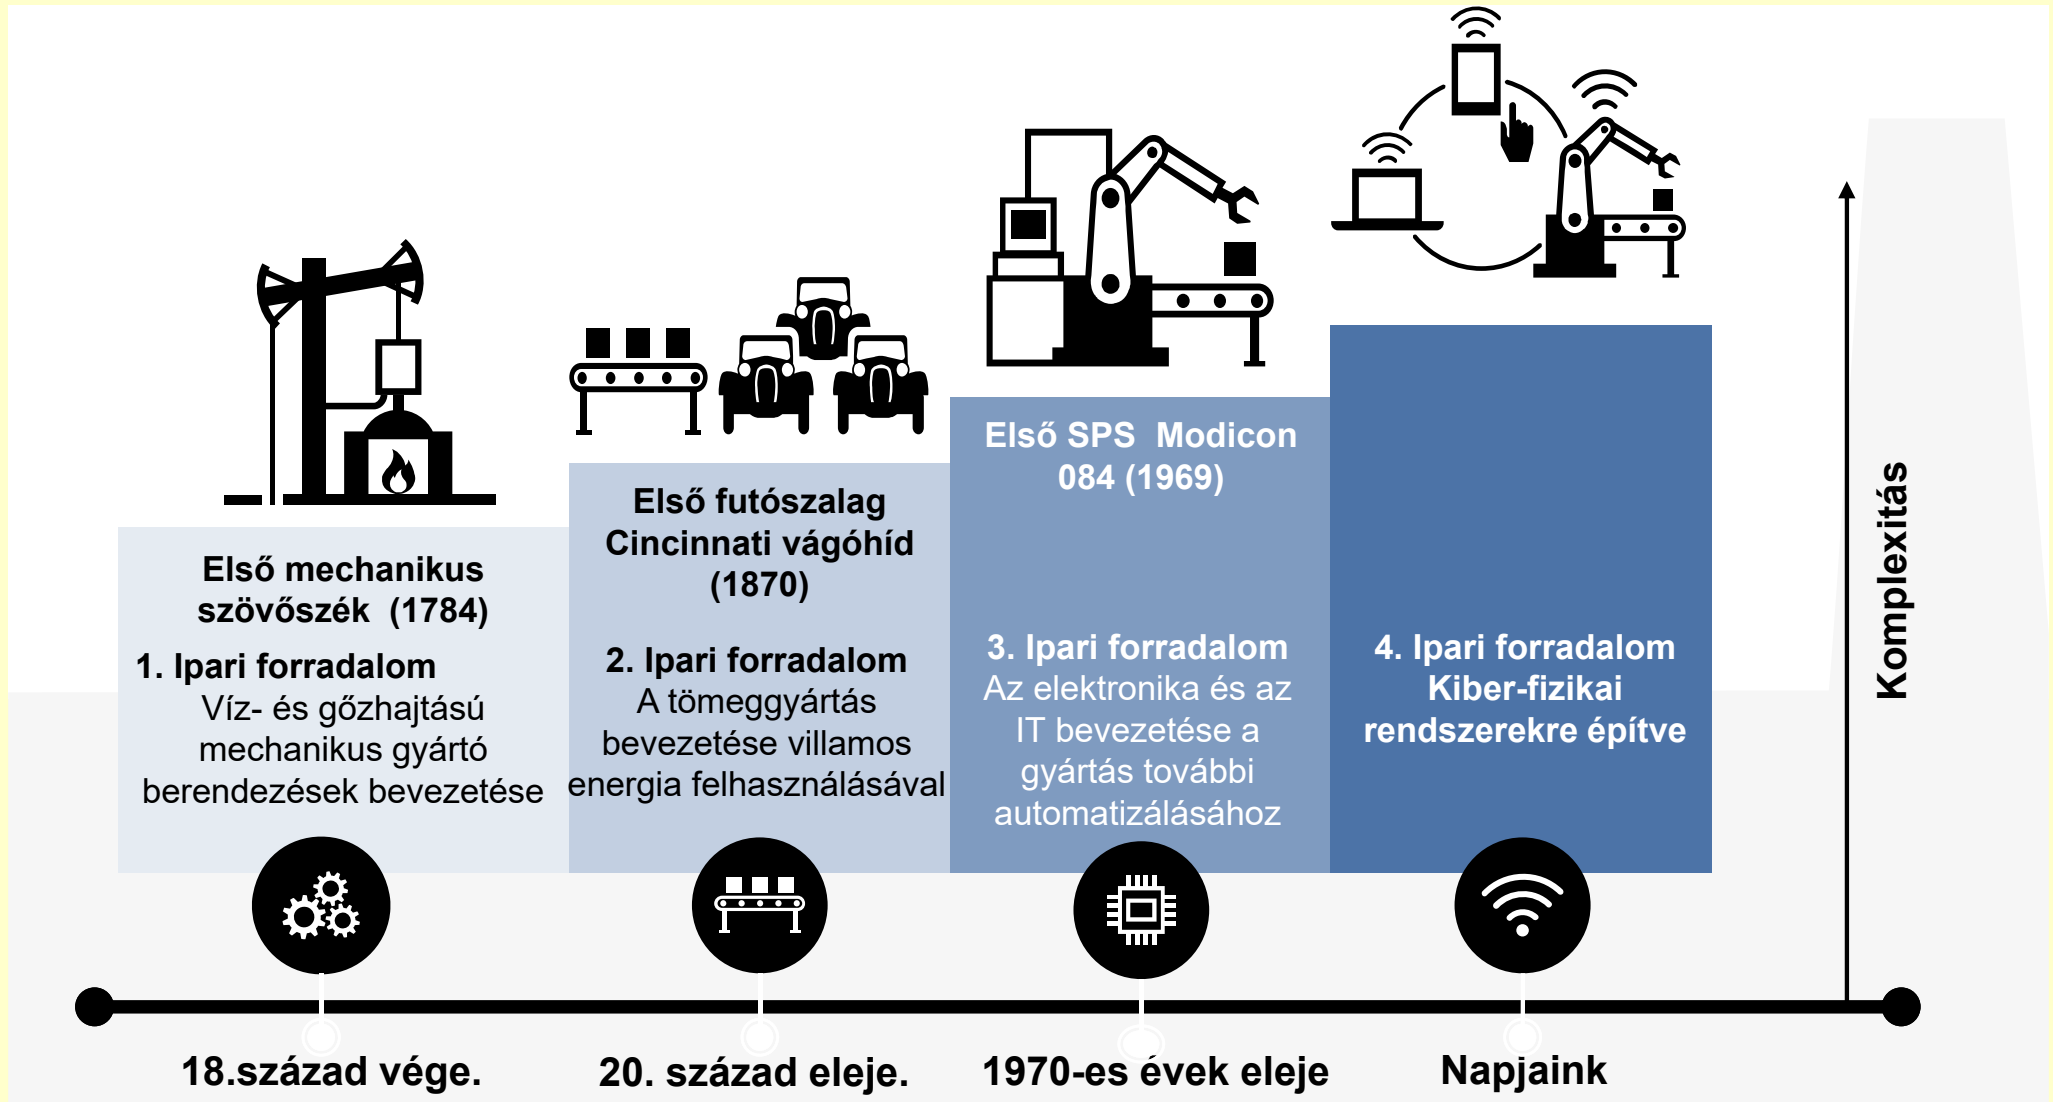 Első mechanikus
szövőszék (1784)
1. Ipari forradalom
Víz- és gőzhajtású
mechanikus gyártó
berendezések bevezetése
Első futószalag
Cincinnati vágóhíd
(1870)
2. Ipari forradalom
A tömeggyártás
bevezetése villamos
energia felhasználásával
Első SPS Modicon
084 (1969)
3. Ipari forradalom
Az elektronika és az
IT bevezetése a
gyártás további
automatizálásához
4. Ipari forradalom
Kiber-fizikai
rendszerekre építve
Komplexitás
18.század vége.
20. század eleje.
1970-es évek eleje
Napjaink